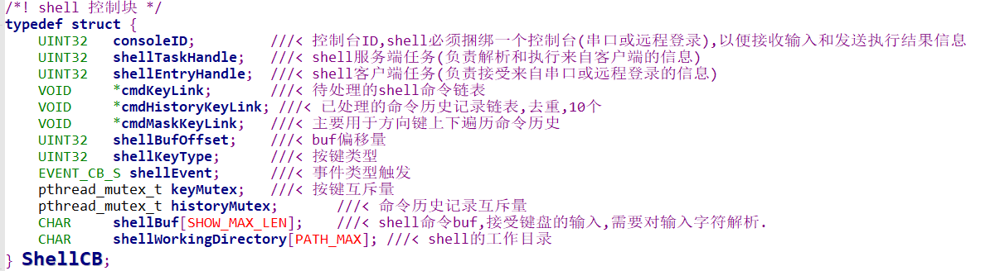 /*! shell 控制块 */
typedef struct {
    UINT32   consoleID;         ///< 控制台ID,shell必须捆绑一个控制台(串口或远程登录),以便接收输入和发送执行结果信息
    UINT32   shellTaskHandle;   ///< shell服务端任务(负责解析和执行来自客户端的信息)
    UINT32   shellEntryHandle;  ///< shell客户端任务(负责接受来自串口或远程登录的信息)
    VOID     *cmdKeyLink;       ///< 待处理的shell命令链表
    VOID     *cmdHistoryKeyLink; ///< 已处理的命令历史记录链表,去重,10个
    VOID     *cmdMaskKeyLink;   ///< 主要用于方向键上下遍历命令历史
    UINT32   shellBufOffset;    ///< buf偏移量
    UINT32   shellKeyType;      ///< 按键类型
    EVENT_CB_S shellEvent;      ///< 事件类型触发
    pthread_mutex_t keyMutex;   ///< 按键互斥量
    pthread_mutex_t historyMutex;       ///< 命令历史记录互斥量
    CHAR     shellBuf[SHOW_MAX_LEN];    ///< shell命令buf,接受键盘的输入,需要对输入字符解析.
    CHAR     shellWorkingDirectory[PATH_MAX]; ///< shell的工作目录
} ShellCB;